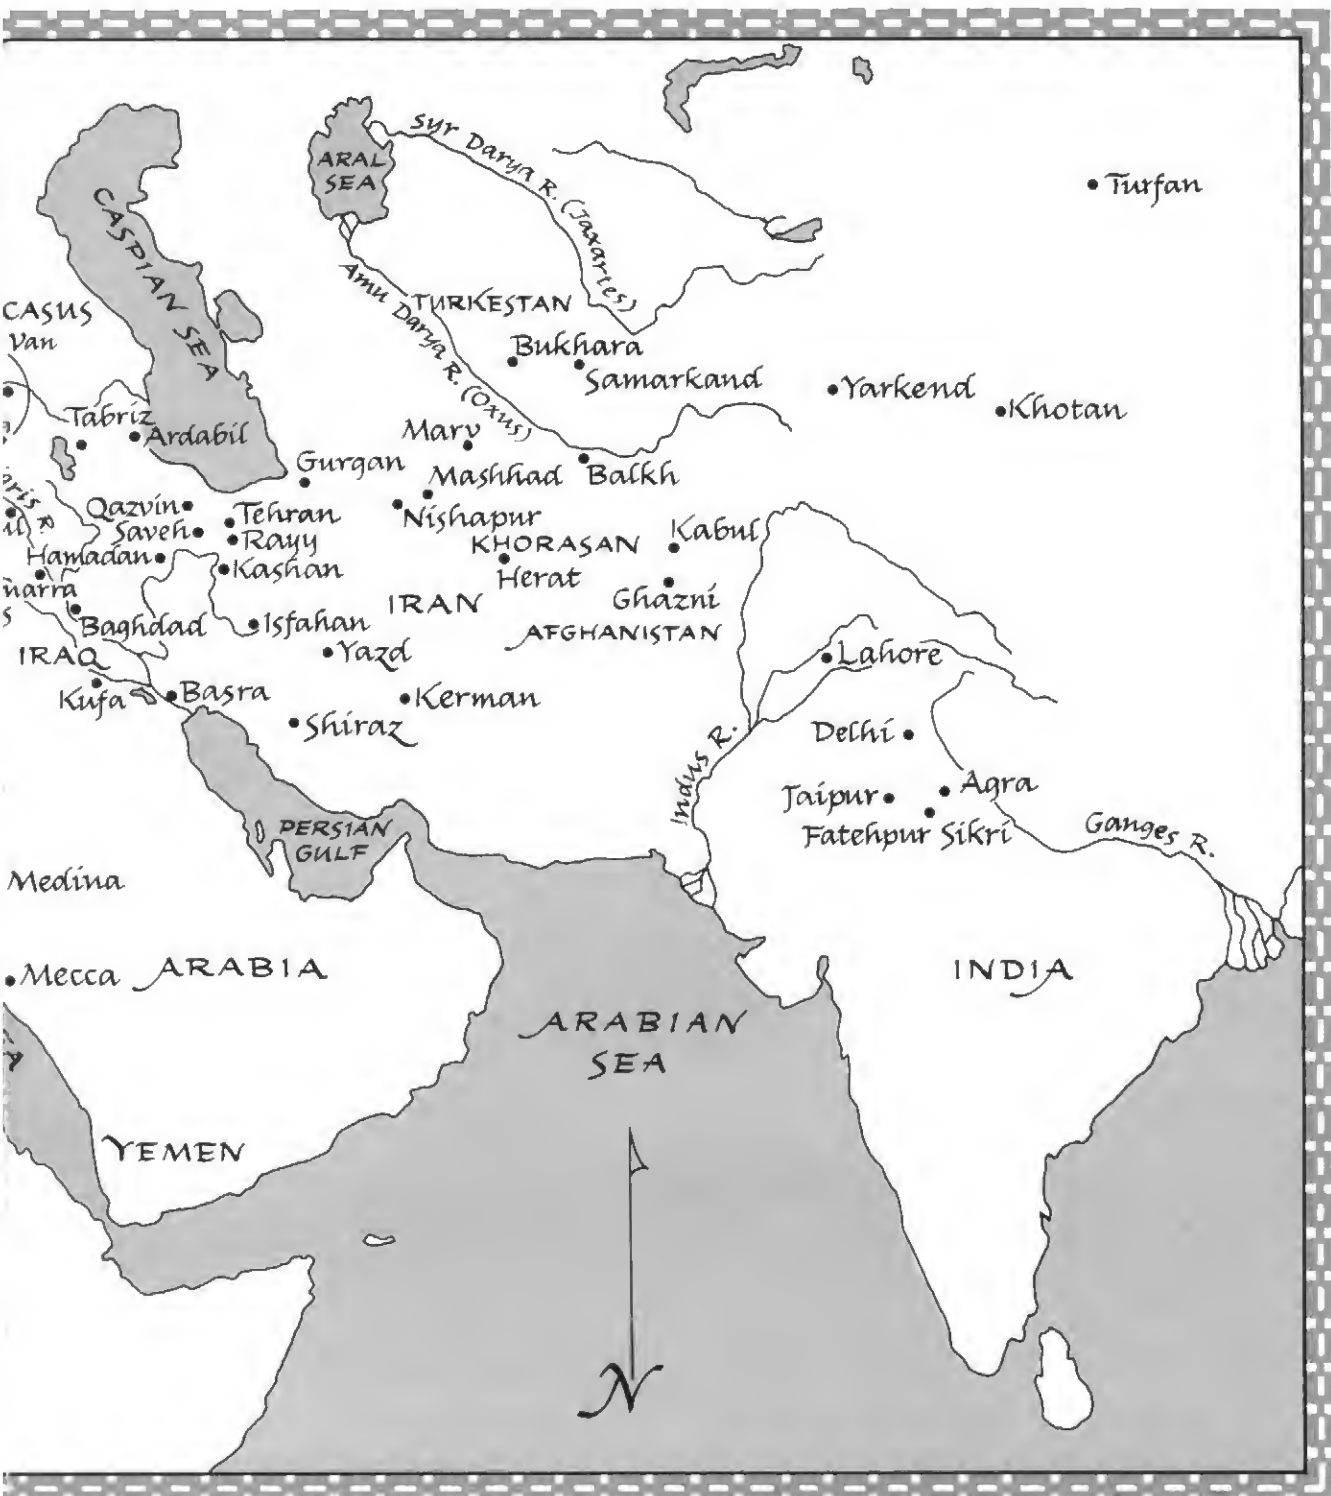 Syr Darya R. (Jaxartes)
ARAL
SEA
Turfan
CASPIAN SEA
Amu Darya R. (Oxus)
TURKESTAN
CASUS
Van
Bukhara
Samarkand
Yarkend
Khotan
Tabriz
Ardabil
Marv
Gurgan
Mashhad
Balkh
Qazvin
Tehran
Nishapur
Saveh
Rayy
KHORASAN
Kabul
Hamadan
Kashan
Herat
Ghazni
IRAN
Baghdad
Isfahan
AFGHANISTAN
IRAQ
Yazd
Lahore
Kufa
Basra
Kerman
Shiraz
Delhi
Indus R.
Jaipur
Agra
Fatehpur Sikri
Ganges R.
PERSIAN
GULF
Medina
Mecca
ARABIA
INDIA
ARABIAN
SEA
YEMEN
N